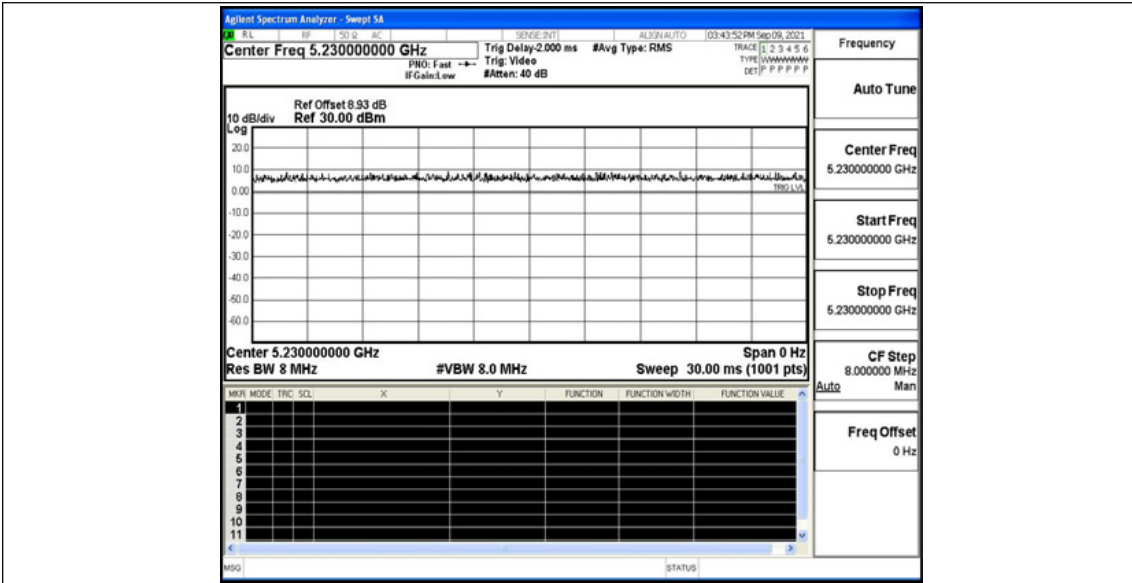 Agilent Spectrum Analyzer - Swept SA
RL RF 50 Ω AC SENSE:INT ALIGN AUTO 03:43:52 PM Sep 09, 2021
Center Freq 5.230000000 GHz
PNO: Fast
IFGain:Low
Trig Delay-2.000 ms
Trig: Video
#Atten: 40 dB
#Avg Type: RMS
TRACE 1 2 3 4 5 6
TYPE WWWWWW
DET P P P P P P
Ref Offset 8.93 dB
10 dB/div Ref 30.00 dBm
Log
20.0
10.0
0.00
-10.0
-20.0
-30.0
-40.0
-50.0
-60.0
TRIG LVL
Center 5.230000000 GHz Span 0 Hz
Res BW 8 MHz #VBW 8.0 MHz Sweep 30.00 ms (1001 pts)
MKR MODE TRC SCL X Y FUNCTION FUNCTION WIDTH FUNCTION VALUE
1
2
3
4
5
6
7
8
9
10
11
MSG STATUS
Frequency
Auto Tune
Center Freq
5.230000000 GHz
Start Freq
5.230000000 GHz
Stop Freq
5.230000000 GHz
CF Step
8.000000 MHz
Auto Man
Freq Offset
0 Hz